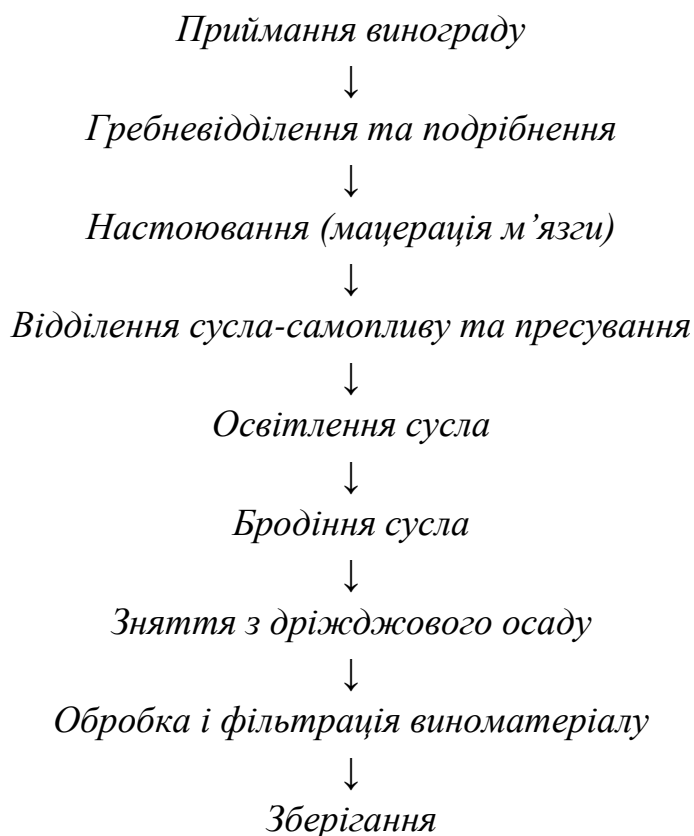 Приймання винограду
↓
Гребневідділення та подрібнення
↓
Настоювання (мацерація м’язги)
↓
Відділення сусла-самопливу та пресування
↓
Освітлення сусла
↓
Бродіння сусла
↓
Зняття з дріжджового осаду
↓
Обробка і фільтрація виноматеріалу
↓
Зберігання